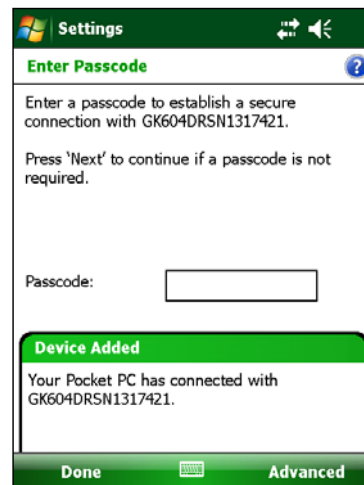 Settings
Enter Passcode
?
Enter a passcode to establish a secure
connection with GK604DRSN1317421.
Press 'Next' to continue if a passcode is not
required.
Passcode:
Device Added
Your Pocket PC has connected with
GK604DRSN1317421.
Done
Advanced